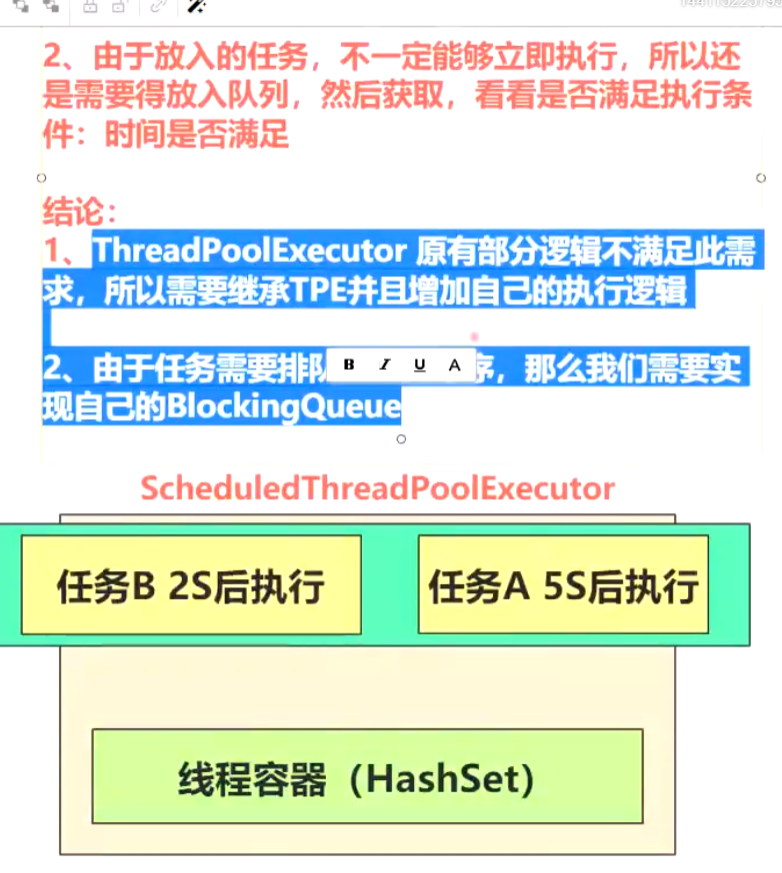 2、由于放入的任务，不一定能够立即执行，所以还
是需要得放入队列，然后获取，看看是否满足执行条
件：时间是否满足
结论：
1、ThreadPoolExecutor 原有部分逻辑不满足此需
求，所以需要继承TPE并且增加自己的执行逻辑
2、由于任务需要排队 B I U A 序，那么我们需要实
现自己的BlockingQueue
ScheduledThreadPoolExecutor
任务B 2S后执行 任务A 5S后执行
线程容器（HashSet）